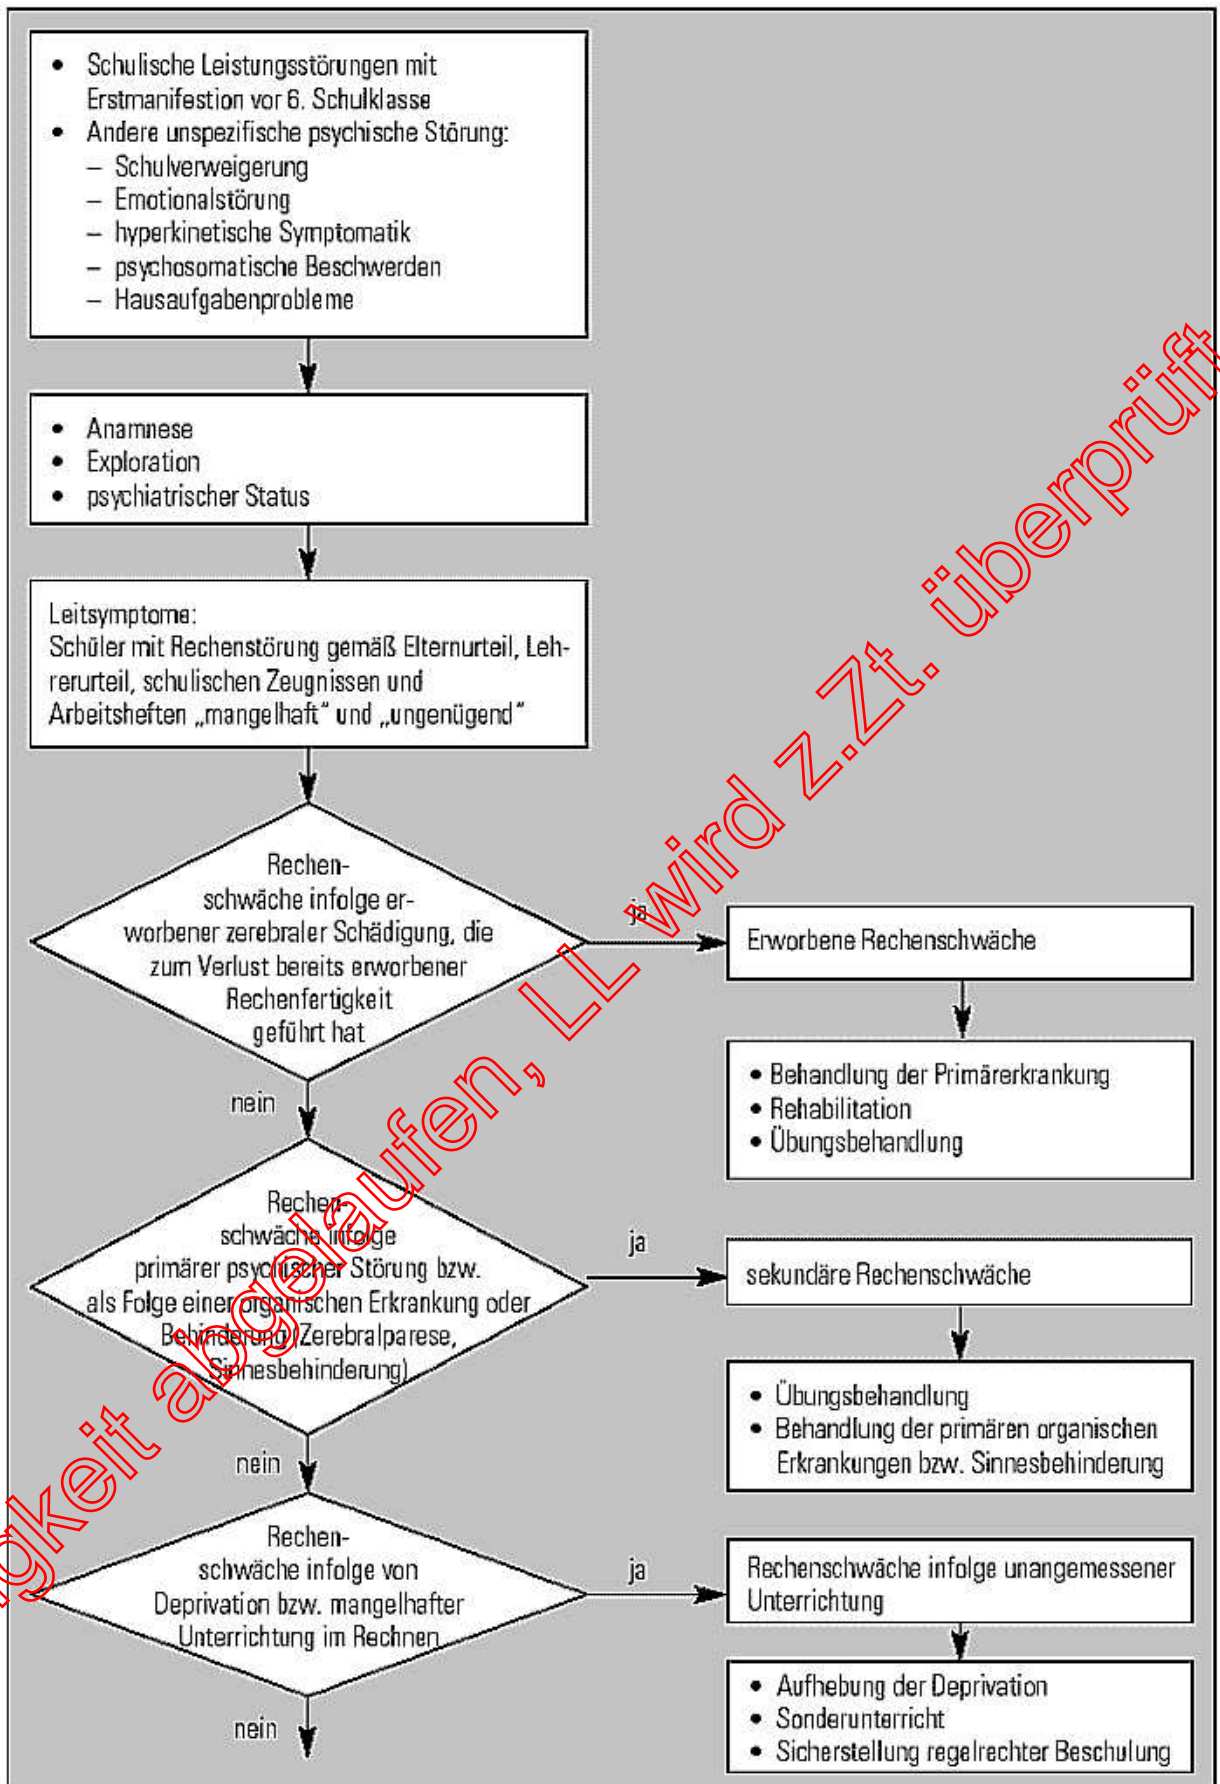 • Schulische Leistungsstörungen mit
Erstmanifestion vor 6. Schulklasse
• Andere unspezifische psychische Störung:
– Schulverweigerung
– Emotionalstörung
– hyperkinetische Symptomatik
– psychosomatische Beschwerden
– Hausaufgabenprobleme
• Anamnese
• Exploration
• psychiatrischer Status
Leitsymptome:
Schüler mit Rechenstörung gemäß Elternurteil, Leh-
rerurteil, schulischen Zeugnissen und
Arbeitsheften „mangelhaft“ und „ungenügend“
Rechen-
schwäche infolge er-
worbener zerebraler Schädigung, die
zum Verlust bereits erworbener
Rechenfertigkeit
geführt hat
ja
Erworbene Rechenschwäche
• Behandlung der Primärerkrankung
• Rehabilitation
• Übungsbehandlung
nein
Rechen-
schwäche infolge
primärer psychischer Störung bzw.
als Folge einer organischen Erkrankung oder
Behinderung (Zerebralparese,
Sinnesbehinderung)
ja
sekundäre Rechenschwäche
• Übungsbehandlung
• Behandlung der primären organischen
Erkrankungen bzw. Sinnesbehinderung
nein
Rechen-
schwäche infolge von
Deprivation bzw. mangelhafter
Unterrichtung im Rechnen
ja
Rechenschwäche infolge unangemessener
Unterrichtung
• Aufhebung der Deprivation
• Sonderunterricht
• Sicherstellung regelrechter Beschulung
nein
abgelaufen, LL wird z.Zt. überprüft